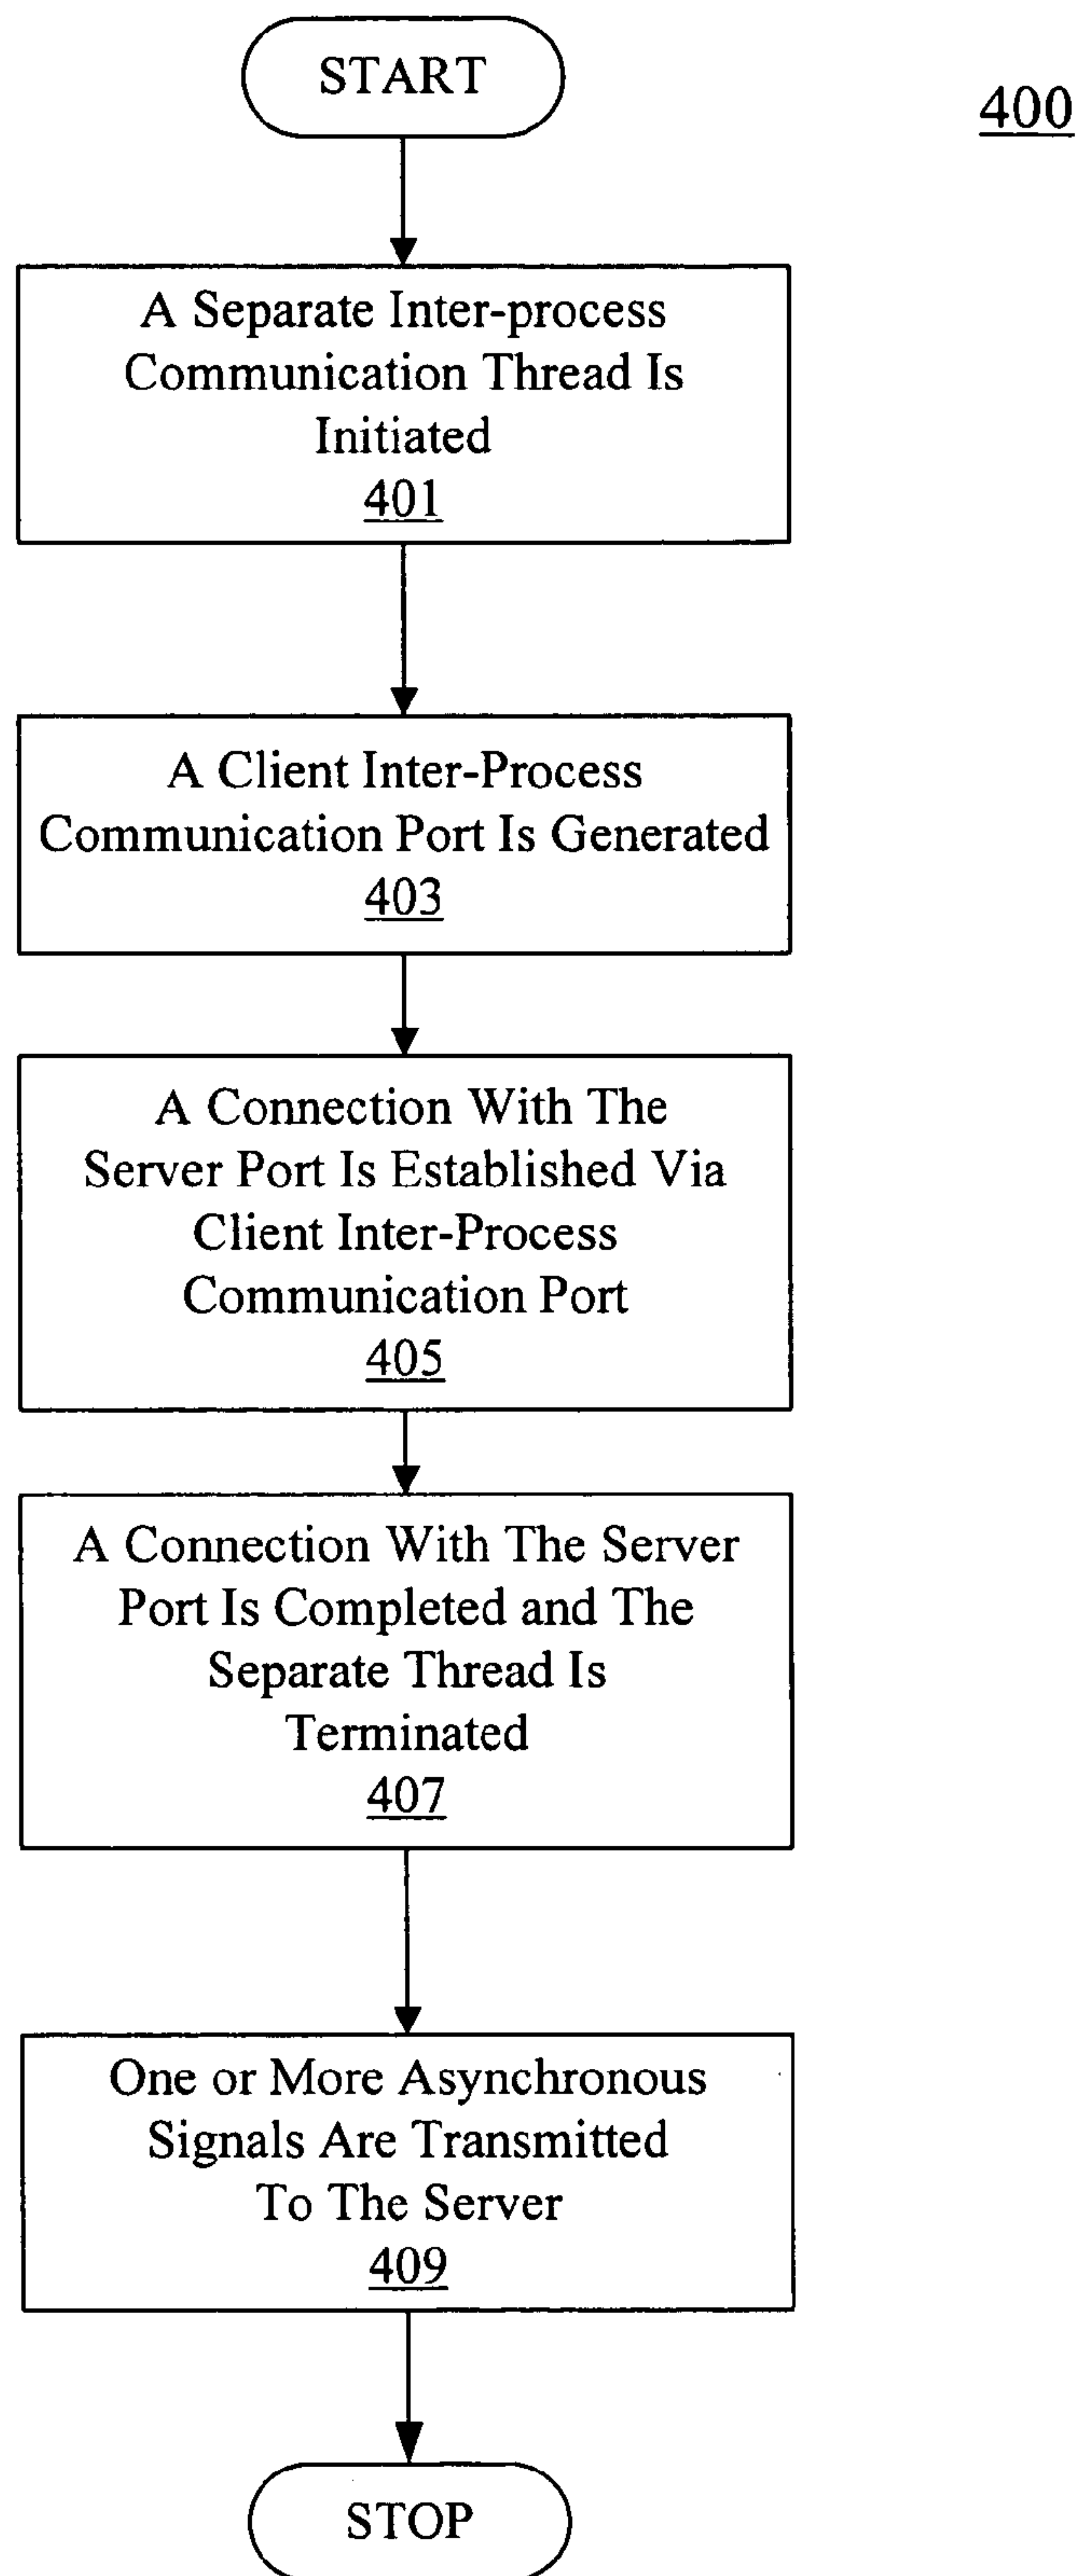 START
400
A Separate Inter-process
Communication Thread Is
Initiated
401
A Client Inter-Process
Communication Port Is Generated
403
A Connection With The
Server Port Is Established Via
Client Inter-Process
Communication Port
405
A Connection With The Server
Port Is Completed and The
Separate Thread Is
Terminated
407
One or More Asynchronous
Signals Are Transmitted
To The Server
409
STOP